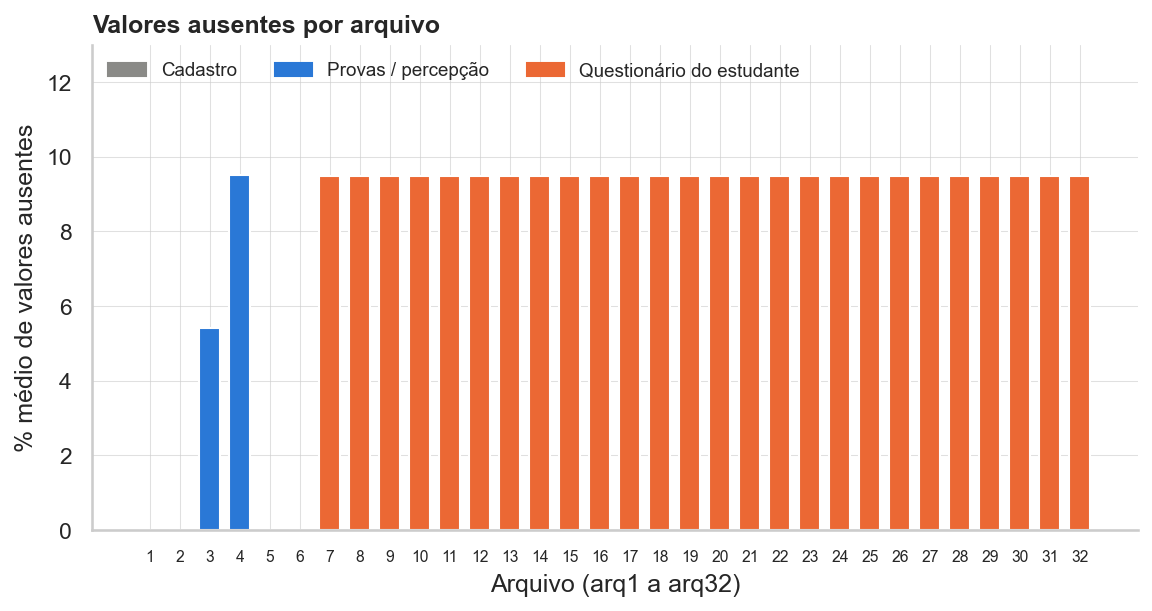 Valores ausentes por arquivo
Cadastro Provas / percepção Questionário do estudante
% médio de valores ausentes
12
10
8
6
4
2
0
1 2 3 4 5 6 7 8 9 10 11 12 13 14 15 16 17 18 19 20 21 22 23 24 25 26 27 28 29 30 31 32
Arquivo (arq1 a arq32)